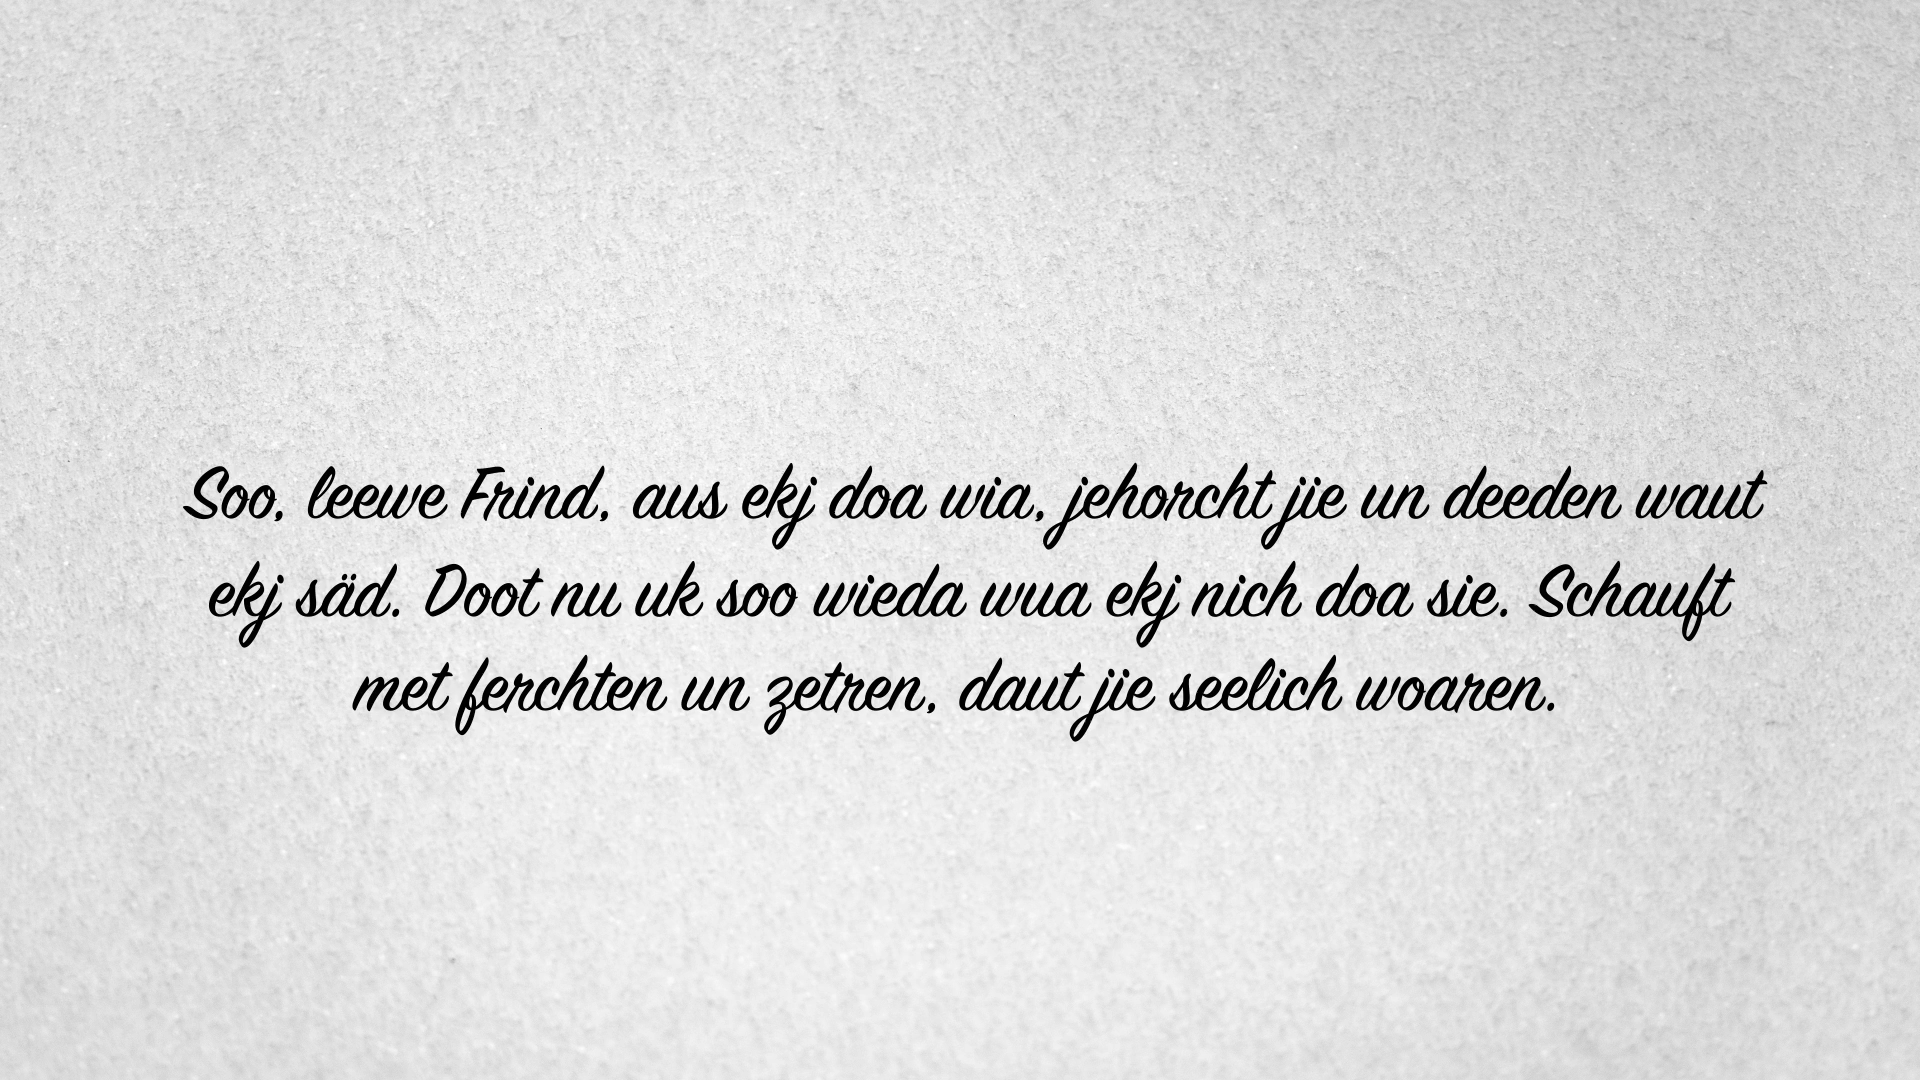 Soo, leewe Frind, aus ekj doa wia, jehorcht jie un deeden waut
ekj säd. Doot nu uk soo wieda wua ekj nich doa sie. Schauft
met ferchten un zetren, daut jie seelich woaren.